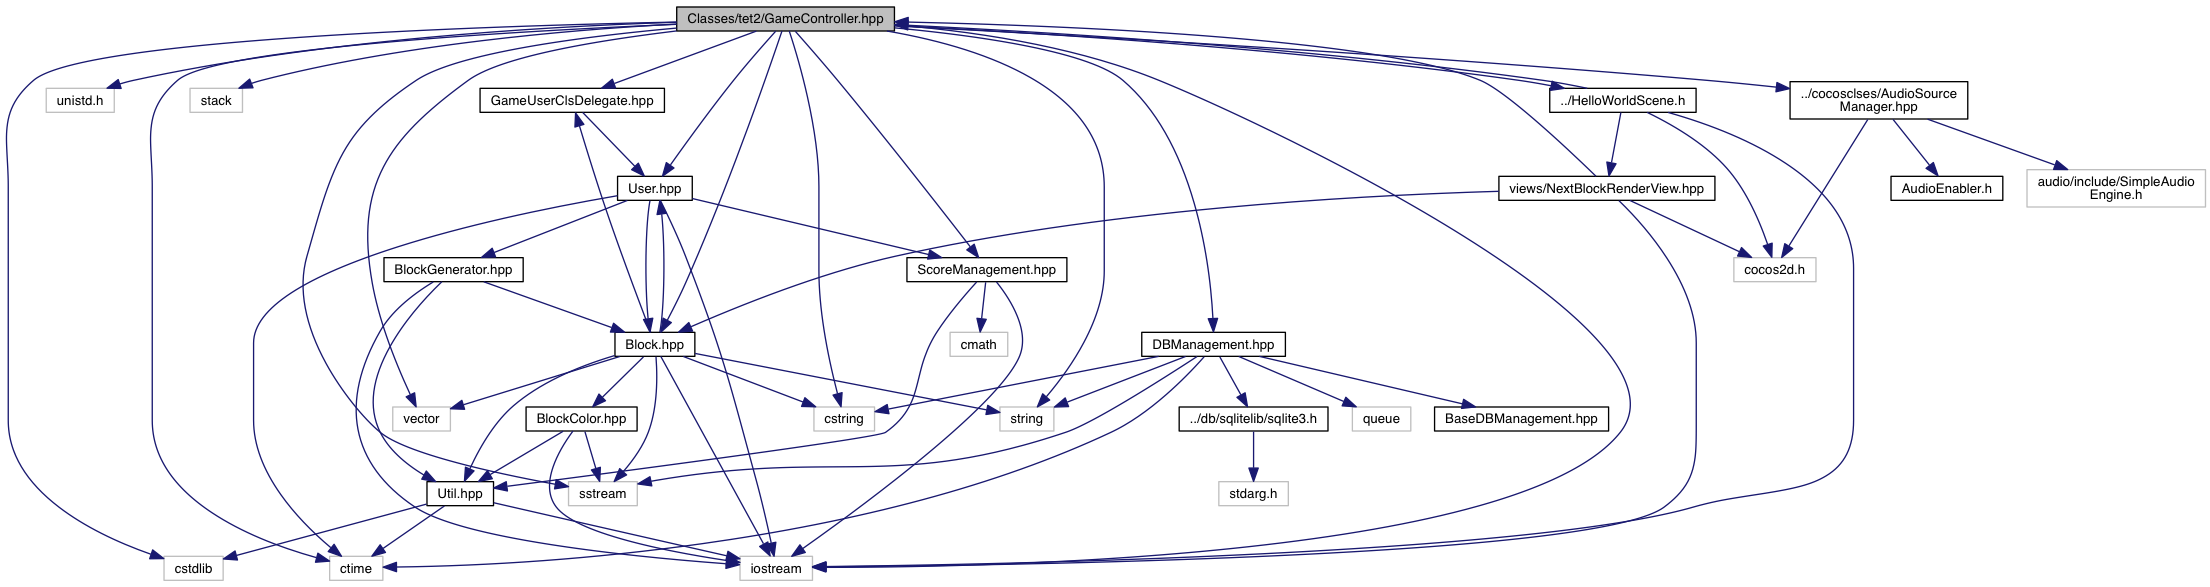 Classes/tet2/GameController.hpp
unistd.h
stack
GameUserClsDelegate.hpp
../HelloWorldScene.h
../cocosclses/AudioSource
Manager.hpp
User.hpp
views/NextBlockRenderView.hpp
AudioEnabler.h
audio/include/SimpleAudio
Engine.h
BlockGenerator.hpp
ScoreManagement.hpp
cocos2d.h
Block.hpp
cmath
DBManagement.hpp
vector
BlockColor.hpp
cstring
string
../db/sqlitelib/sqlite3.h
queue
BaseDBManagement.hpp
Util.hpp
sstream
stdarg.h
cstdlib
ctime
iostream